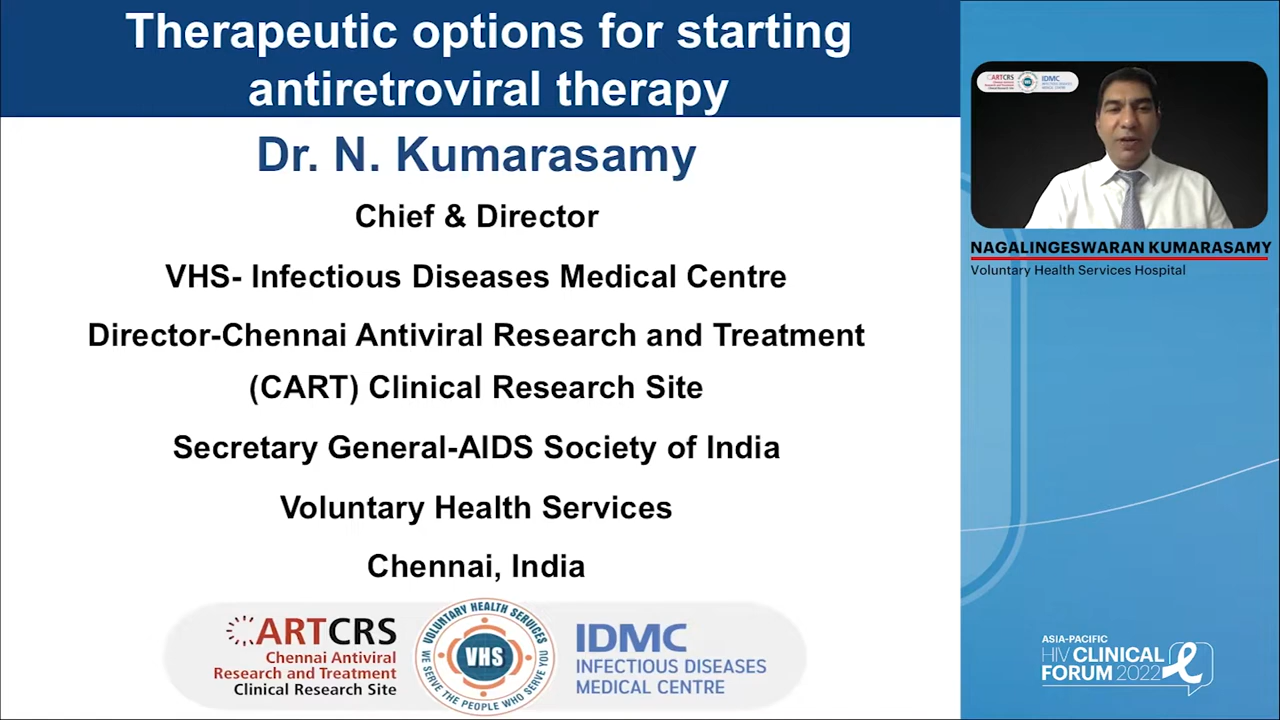 Therapeutic options for starting
antiretroviral therapy
Dr. N. Kumarasamy
Chief & Director
VHS- Infectious Diseases Medical Centre
Director-Chennai Antiviral Research and Treatment
(CART) Clinical Research Site
Secretary General-AIDS Society of India
Voluntary Health Services
Chennai, India
ARTCRS
Chennai Antiviral
Research and Treatment
Clinical Research Site
VOLUNTARY HEALTH SERVICES
VHS
WE SERVE THE PEOPLE WHO SERVE YOU
IDMC
INFECTIOUS DISEASES
MEDICAL CENTRE
IDMC
NAGALINGESWARAN KUMARASAMY
Voluntary Health Services Hospital
ASIA-PACIFIC
HIV CLINICAL
FORUM 2022